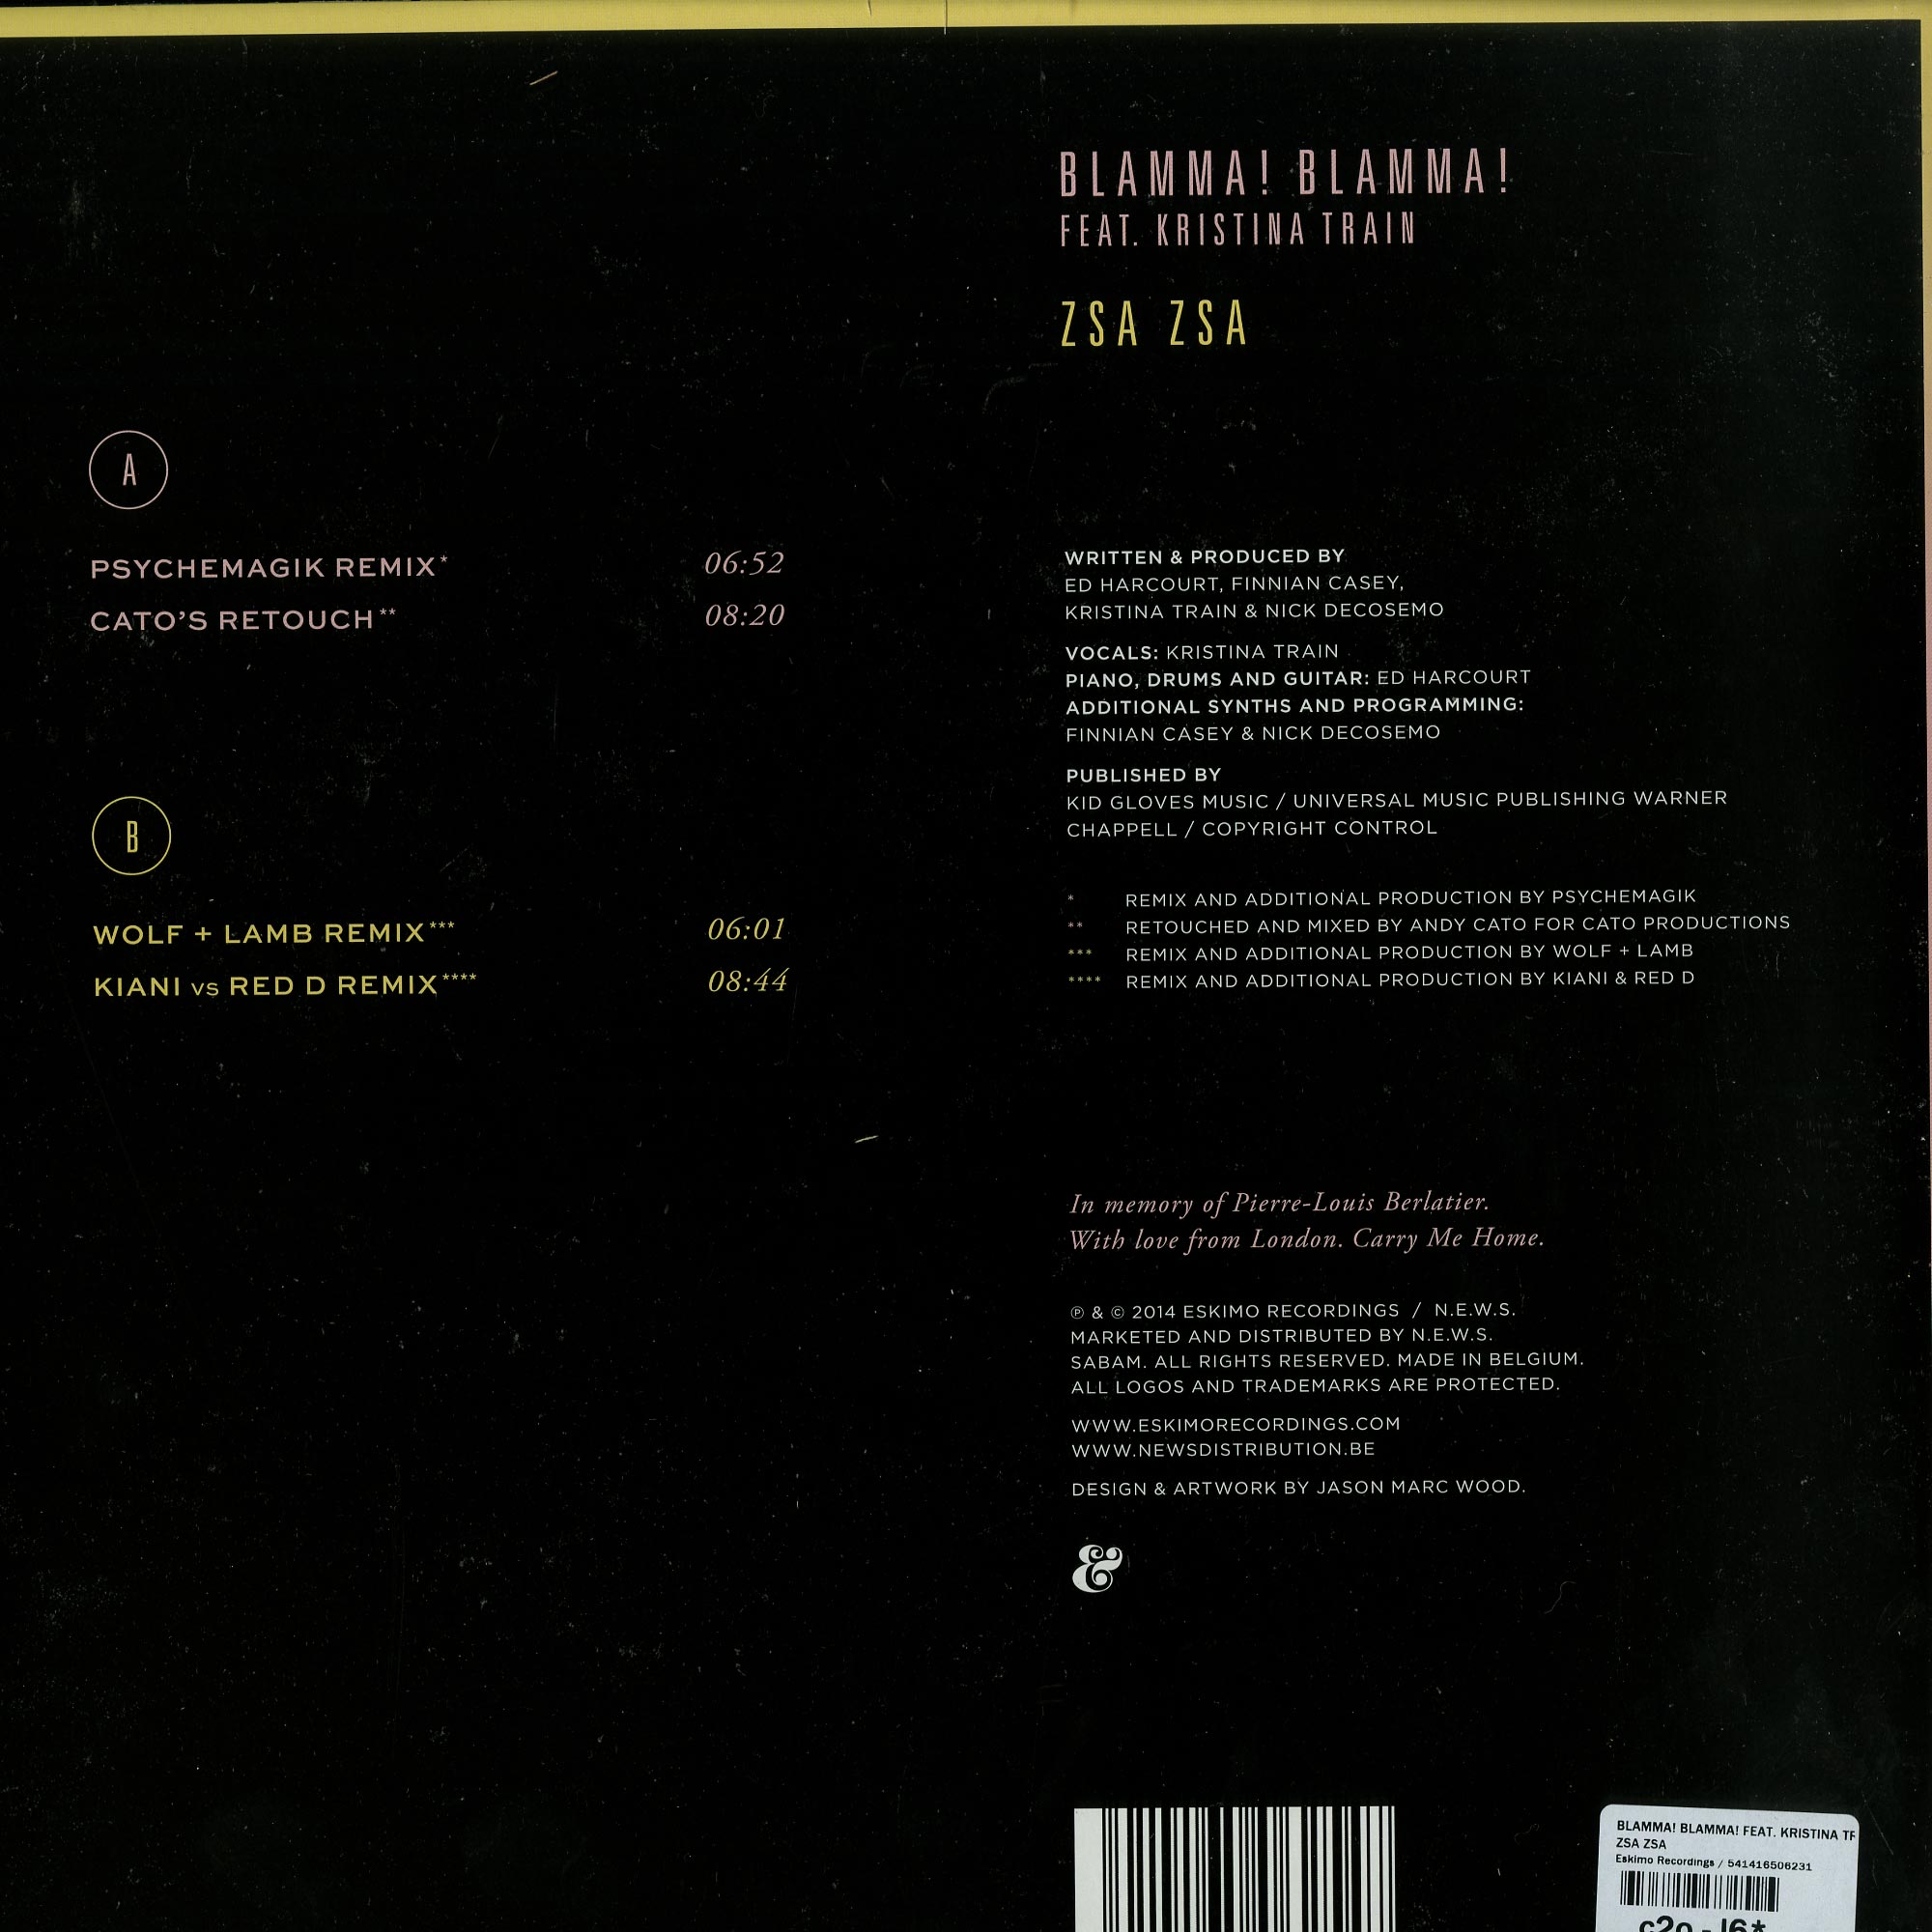 BLAMMA! BLAMMA!
FEAT. KRISTINA TRAIN
ZSA ZSA
A
PSYCHEMAGIK REMIX* 06:52
CATO'S RETOUCH** 08:20
B
WOLF + LAMB REMIX*** 06:01
KIANI vs RED D REMIX**** 08:44
WRITTEN & PRODUCED BY
ED HARCOURT, FINNIAN CASEY,
KRISTINA TRAIN & NICK DECOSEMO
VOCALS: KRISTINA TRAIN
PIANO, DRUMS AND GUITAR: ED HARCOURT
ADDITIONAL SYNTHS AND PROGRAMMING:
FINNIAN CASEY & NICK DECOSEMO
PUBLISHED BY
KID GLOVES MUSIC / UNIVERSAL MUSIC PUBLISHING WARNER
CHAPPELL / COPYRIGHT CONTROL
* REMIX AND ADDITIONAL PRODUCTION BY PSYCHEMAGIK
** RETOUCHED AND MIXED BY ANDY CATO FOR CATO PRODUCTIONS
*** REMIX AND ADDITIONAL PRODUCTION BY WOLF + LAMB
**** REMIX AND ADDITIONAL PRODUCTION BY KIANI & RED D
In memory of Pierre-Louis Berlatier.
With love from London. Carry Me Home.
℗ & © 2014 ESKIMO RECORDINGS / N.E.W.S.
MARKETED AND DISTRIBUTED BY N.E.W.S.
SABAM. ALL RIGHTS RESERVED. MADE IN BELGIUM.
ALL LOGOS AND TRADEMARKS ARE PROTECTED.
WWW.ESKIMORECORDINGS.COM
WWW.NEWSDISTRIBUTION.BE
DESIGN & ARTWORK BY JASON MARC WOOD.
&
BLAMMA! BLAMMA! FEAT. KRISTINA
ZSA ZSA
Eskimo Recordings / 541416506231